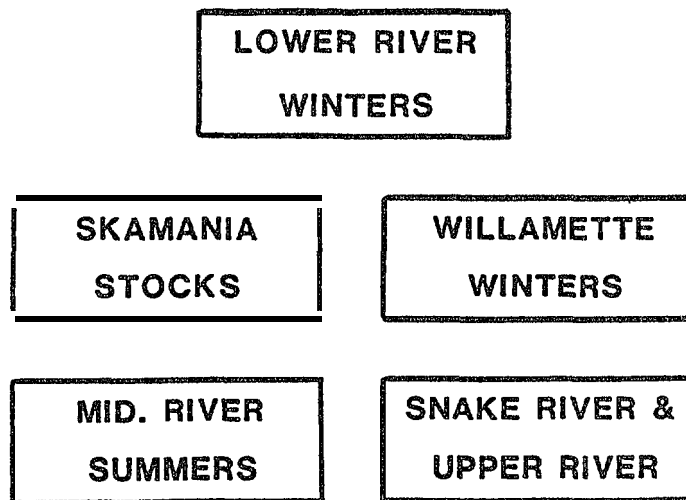 LOWER RIVER
WINTERS
SKAMANIA
STOCKS
WILLAMETTE
WINTERS
MID. RIVER
SUMMERS
SNAKE RIVER &
UPPER RIVER